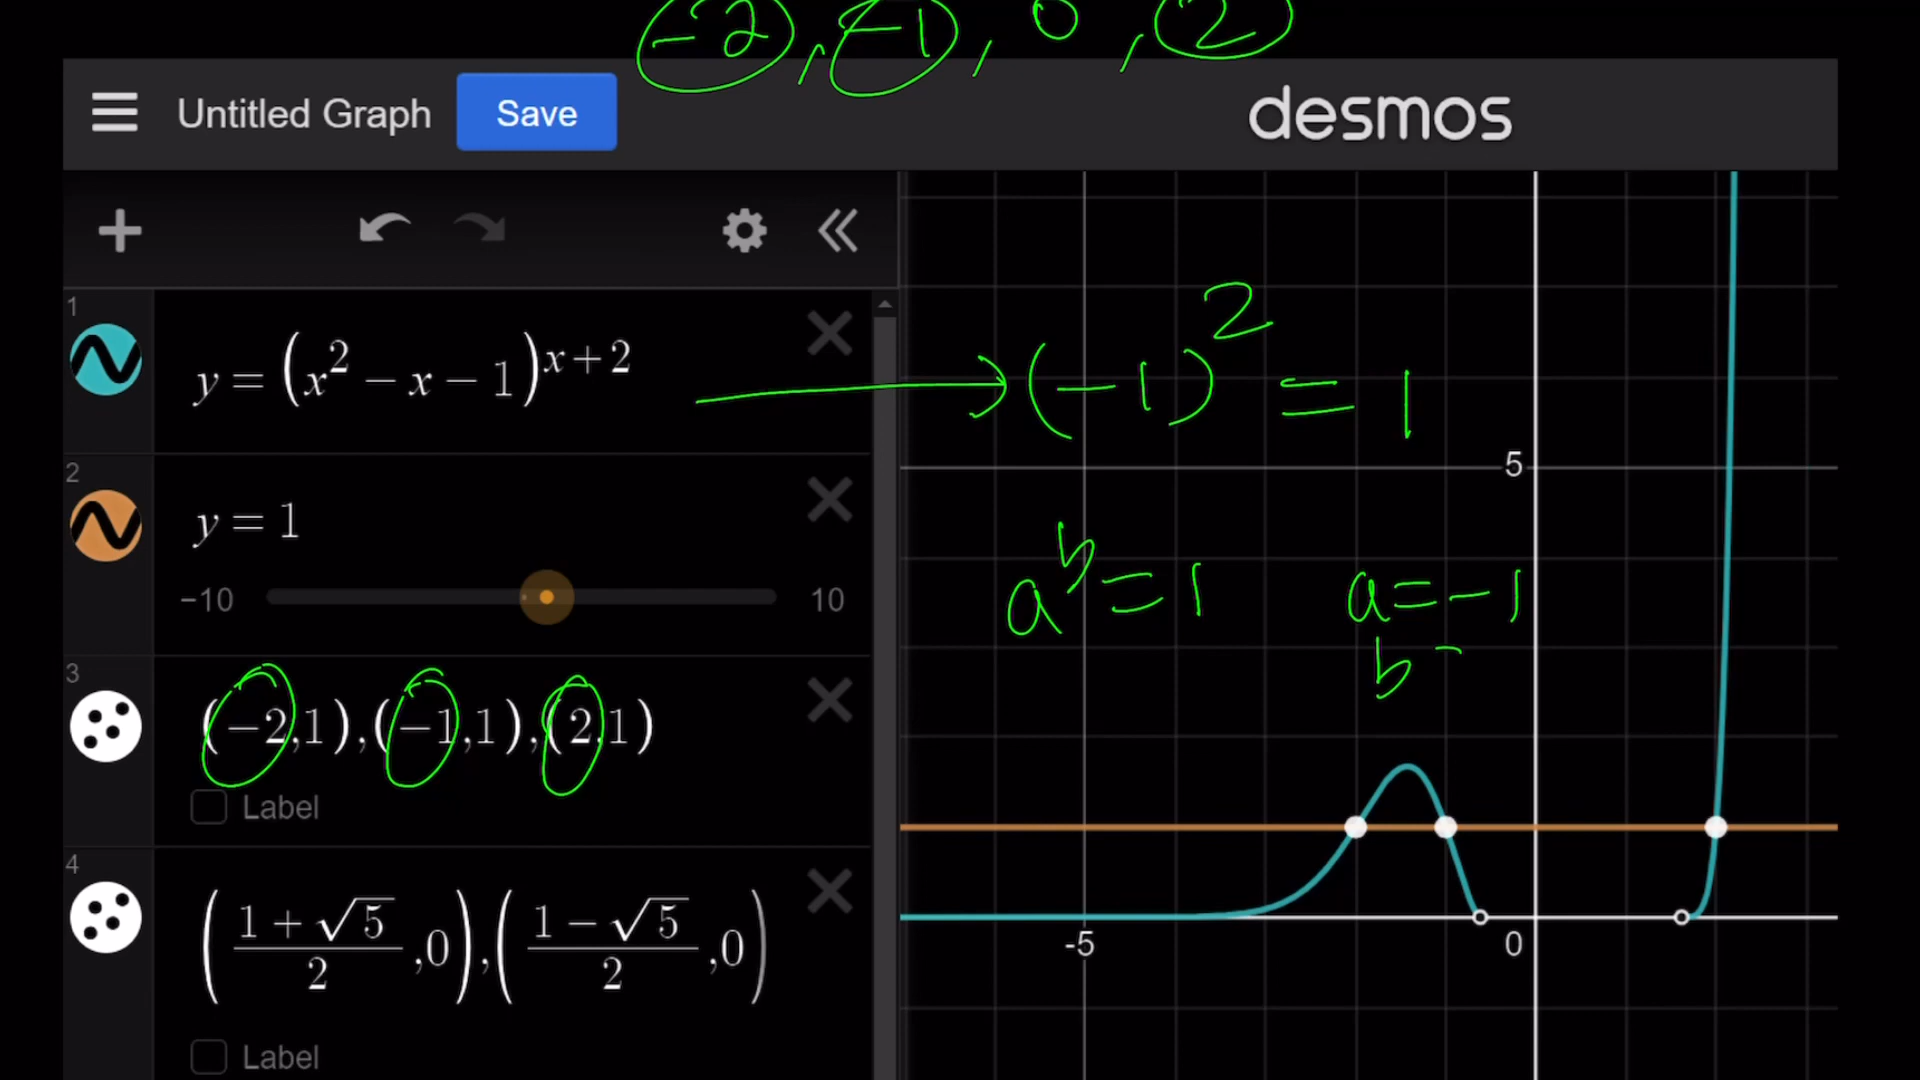 -2, -1, 0, 2
Untitled Graph Save desmos
1
y = (x² − x − 1)^{x+2}
(−1)² = 1
2
y = 1
-10 10
a^b = 1 a = −1
b =
3
(−2,1),(−1,1),(2,1)
Label
4
((1+√5)/2 ,0),((1−√5)/2 ,0)
Label
5
-5 0